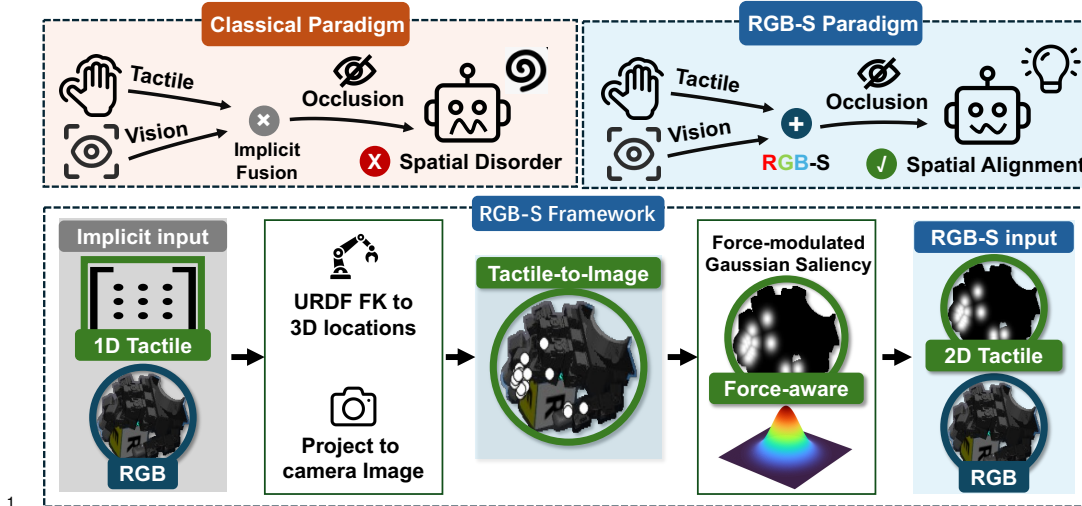 Classical Paradigm
Tactile
Vision
Implicit
Fusion
Occlusion
X Spatial Disorder
RGB-S Paradigm
Tactile
Vision
RGB-S
Occlusion
√ Spatial Alignment
RGB-S Framework
Implicit input
1D Tactile
RGB
URDF FK to
3D locations
Project to
camera Image
Tactile-to-Image
R
Force-modulated
Gaussian Saliency
Force-aware
RGB-S input
2D Tactile
RGB
1